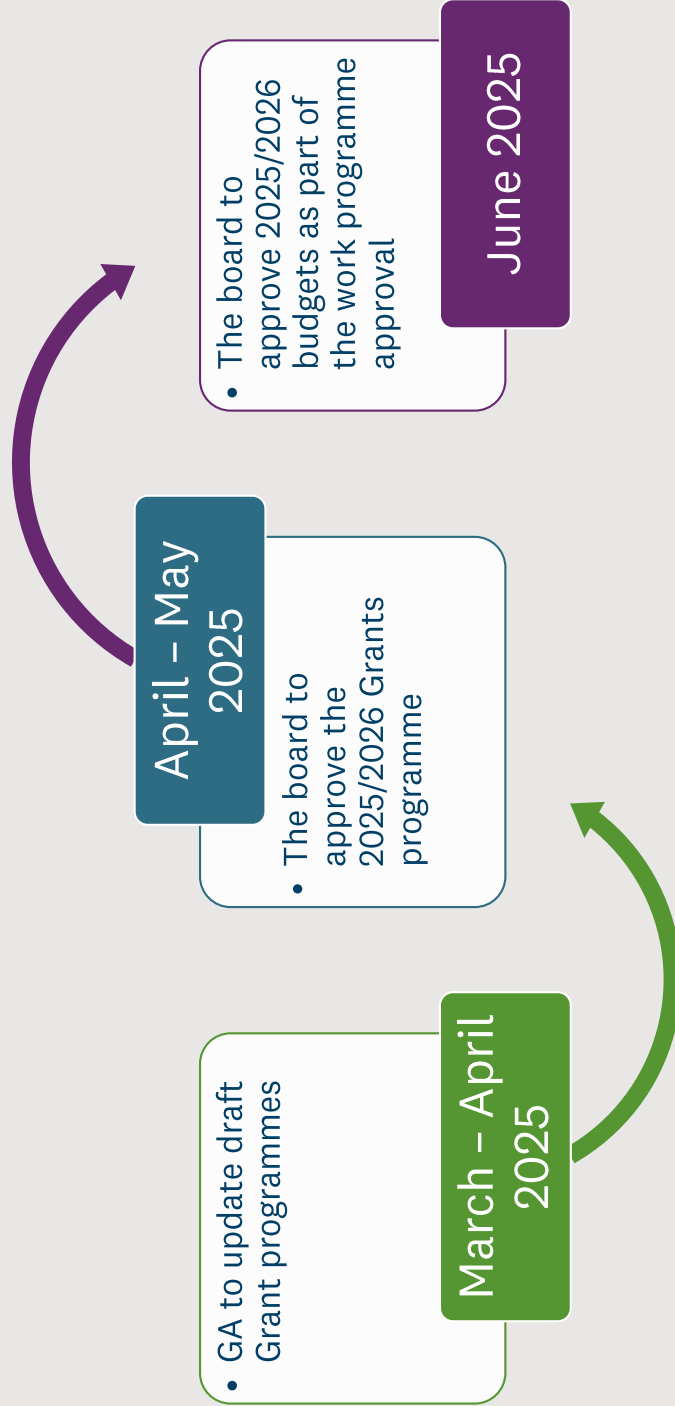 • GA to update draft
Grant programmes
March – April
2025
April – May
2025
• The board to
approve the
2025/2026 Grants
programme
• The board to
approve 2025/2026
budgets as part of
the work programme
approval
June 2025